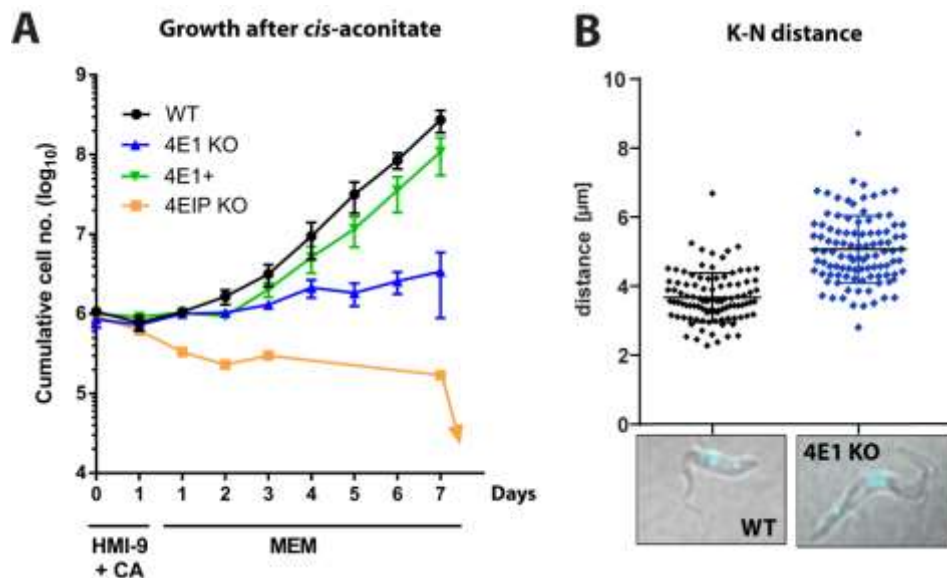 A
Growth after cis-aconitate
Cumulative cell no. (log10)
9
8
7
6
5
4
WT
4E1 KO
4E1+
4EIP KO
0 1 1 2 3 4 5 6 7 Days
HMI-9
+ CA
MEM
B
K-N distance
distance [µm]
10
8
6
4
2
0
WT
4E1 KO